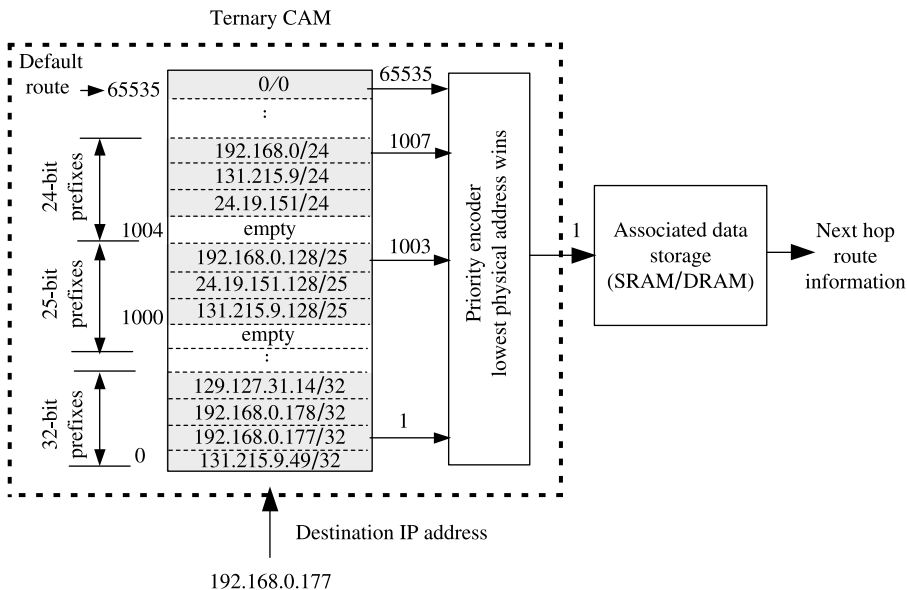 Ternary CAM
Default
route
65535
0/0
65535
:
192.168.0/24
1007
131.215.9/24
24.19.151/24
24-bit
prefixes
1004
empty
192.168.0.128/25
1003
24.19.151.128/25
131.215.9.128/25
25-bit
prefixes
1000
empty
:
129.127.31.14/32
192.168.0.178/32
192.168.0.177/32
1
131.215.9.49/32
32-bit
prefixes
0
Priority encoder
lowest physical address wins
1
Associated data
storage
(SRAM/DRAM)
Next hop
route
information
Destination IP address
192.168.0.177